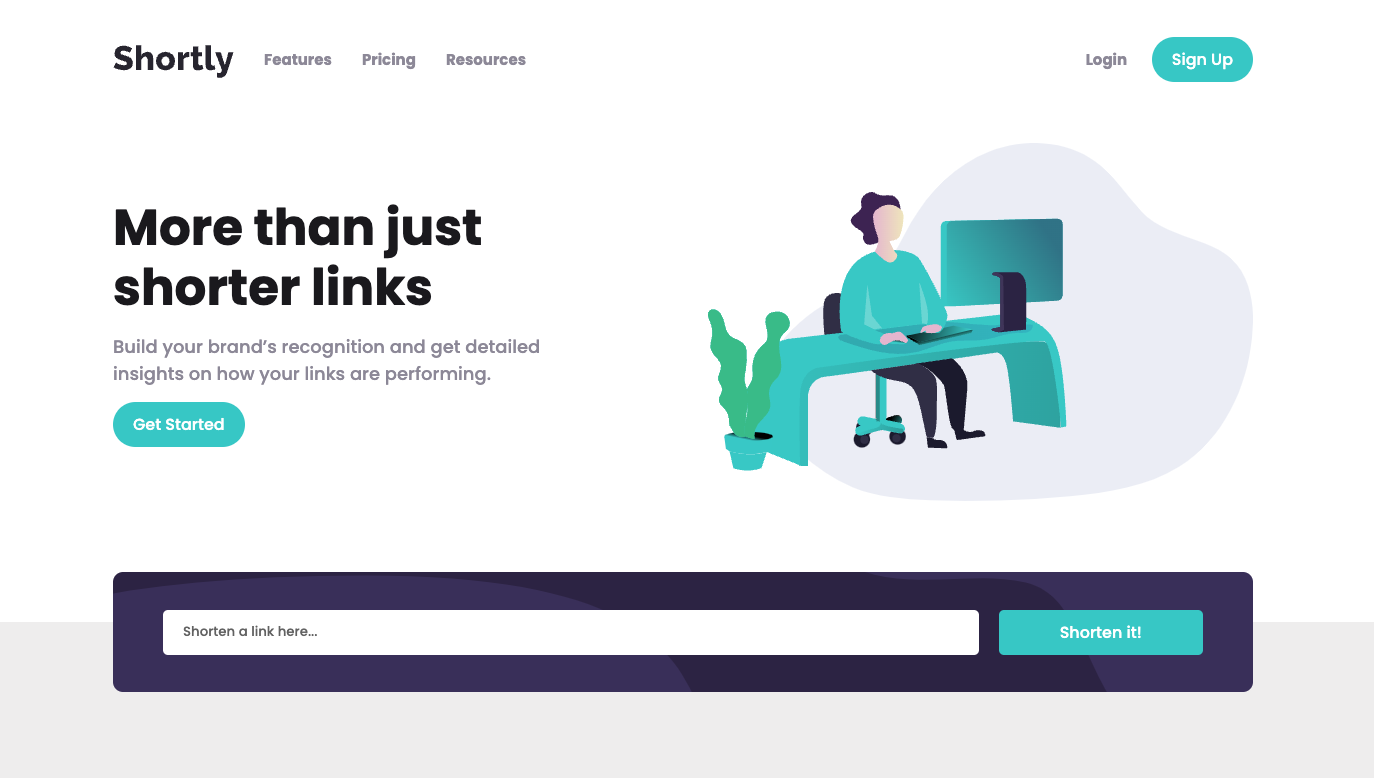 Shortly
Features
Pricing
Resources
Login
Sign Up
More than just
shorter links
Build your brand’s recognition and get detailed
insights on how your links are performing.
Get Started
Shorten a link here...
Shorten it!